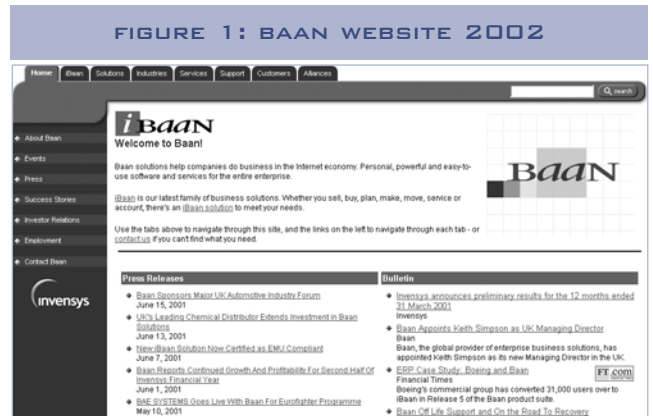 FIGURE 1: BAAN WEBSITE 2002
Home iBaan Solutions Industries Services Support Customers Alliances
search
iBaan
Welcome to Baan!
Baan solutions help companies do business in the Internet economy. Personal, powerful and easy-to-
use software and services for the entire enterprise.
iBaan is our latest family of business solutions. Whether you sell, buy, plan, make, move, service or
account, there's an iBaan solution to meet your needs.
Use the tabs above to navigate through this site, and the links on the left to navigate through each tab - or
contact us if you can't find what you need.
Baan
About Baan
Events
Press
Success Stories
Investor Relations
Employment
Contact Baan
invensys
Press Releases
Baan Sponsors Major UK Automotive Industry Forum
June 15, 2001
UK's Leading Chemical Distributor Extends Investment in Baan
Solutions
June 13, 2001
New iBaan Solution Now Certified as EMU Compliant
June 7, 2001
Baan Reports Continued Growth And Profitability For Second Half Of
Invensys Financial Year
June 1, 2001
BAE SYSTEMS Goes Live With Baan For Eurofighter Programme
May 10, 2001
Bulletin
Invensys announces preliminary results for the 12 months ended
31 March 2001
Invensys
Baan Appoints Keith Simpson as UK Managing Director
Baan
Baan, the global provider of enterprise business solutions, has
appointed Keith Simpson as its new Managing Director in the UK.
ERP Case Study: Boeing and Baan
Financial Times
FT.com
Boeing's commercial group has converted 31,000 users over to
iBaan in Release 5 of the Baan product suite.
Baan Off Life Support and On the Road To Recovery